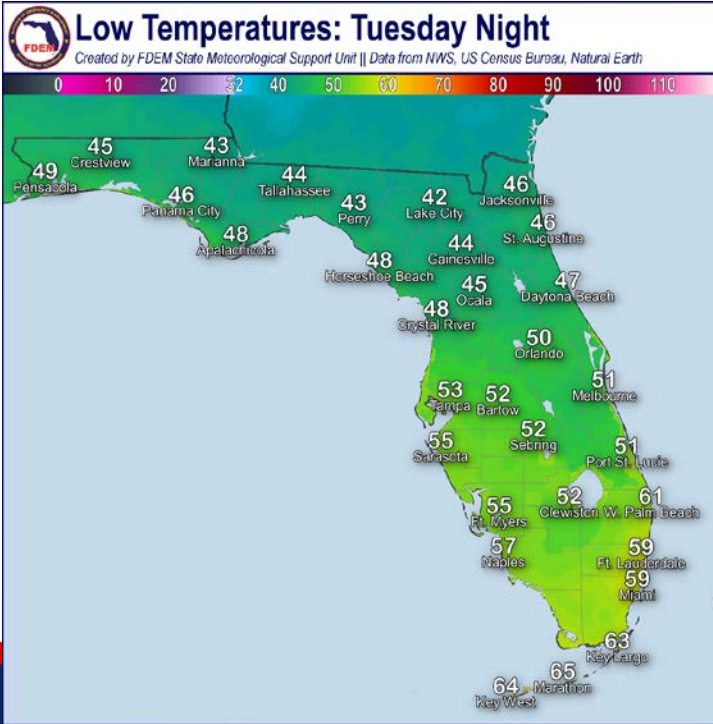 Low Temperatures: Tuesday Night
FDEM
Created by FDEM State Meteorological Support Unit || Data from NWS, US Census Bureau, Natural Earth
0 10 20 32 40 50 60 70 80 90 100 110
45
Crestview
43
Marianna
49
Pensacola
44
Tallahassee
46
Panama City
43
Perry
42
Lake City
46
Jacksonville
48
Apalachicola
46
St. Augustine
48
Horseshoe Beach
44
Gainesville
45
Ocala
47
Daytona Beach
48
Crystal River
50
Orlando
53
Tampa
52
Bartow
51
Melbourne
55
Sarasota
52
Sebring
51
Port St. Lucie
55
Ft. Myers
52
Clewiston
61
W. Palm Beach
57
Naples
59
Ft. Lauderdale
59
Miami
63
Key Largo
65
Marathon
64
Key West